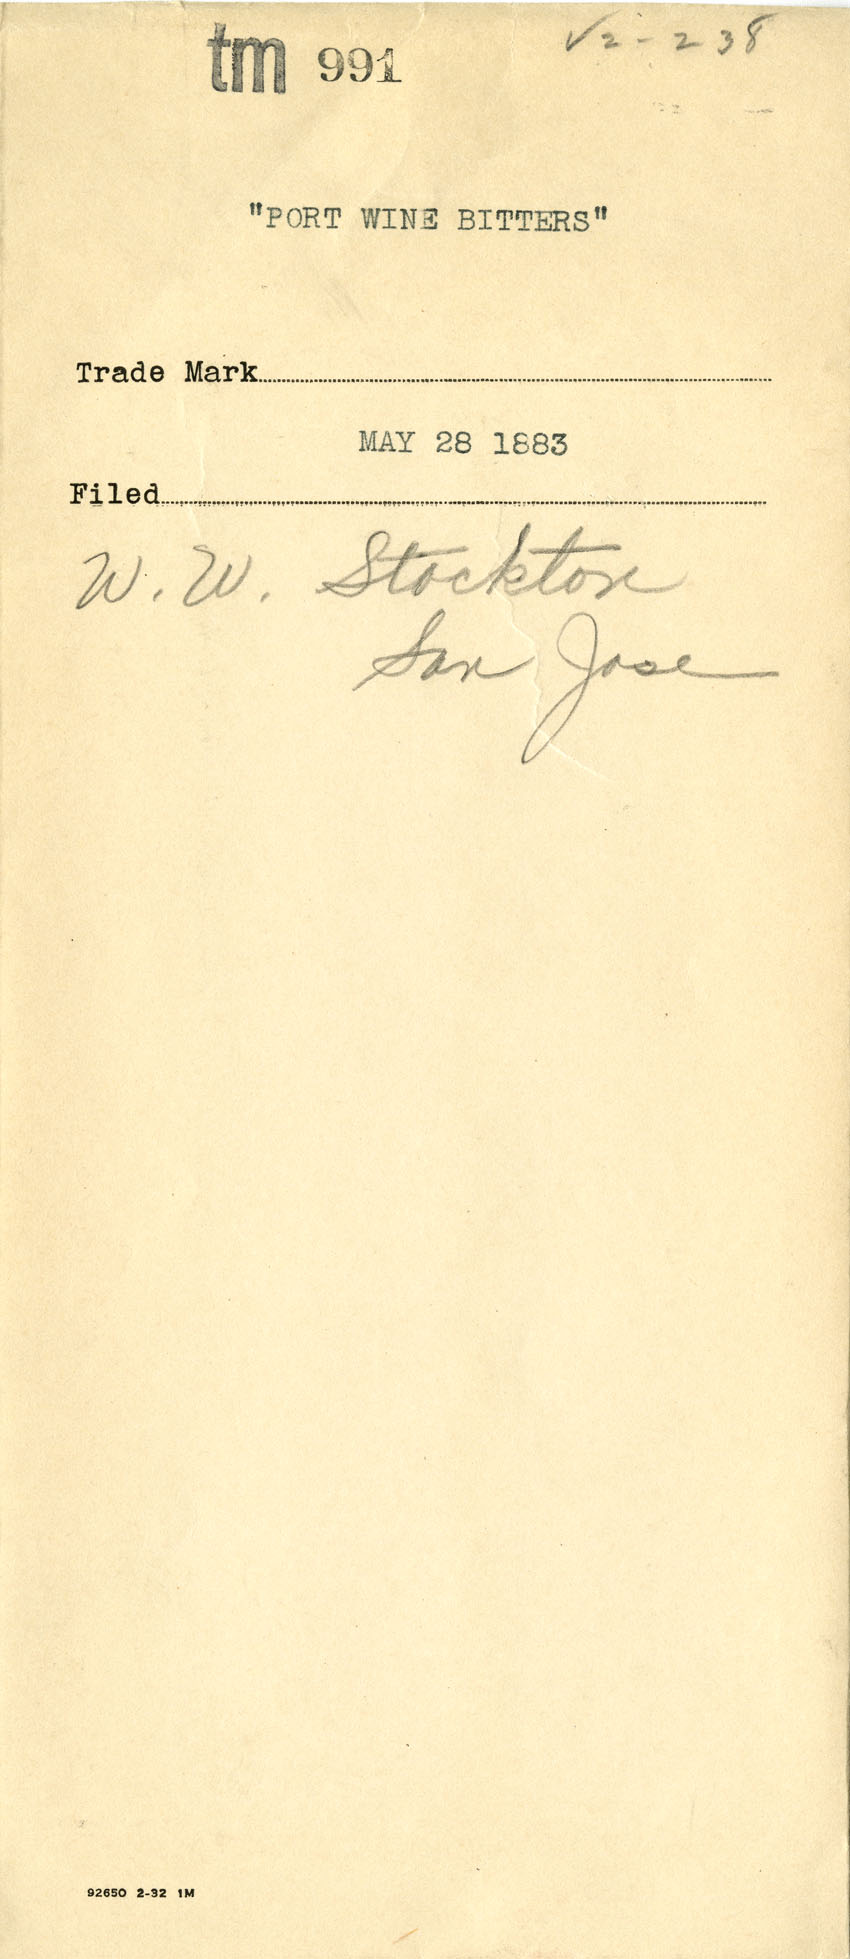 tm 991
√2-238
"PORT WINE BITTERS"
Trade Mark
MAY 28 1883
Filed
W. W. Stockton
San Jose
92650 2-32 1M